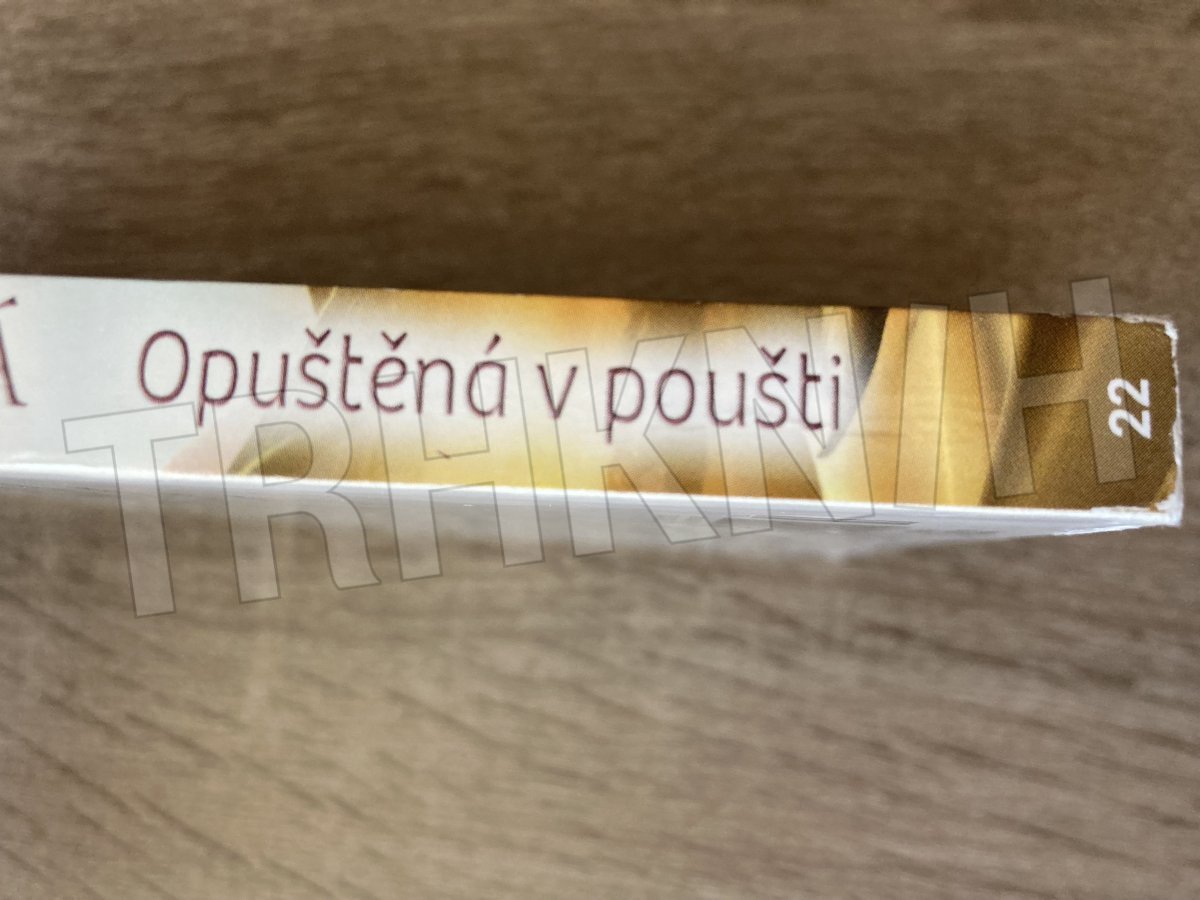 Á Opuštěná v poušti
22
TRHKNIH